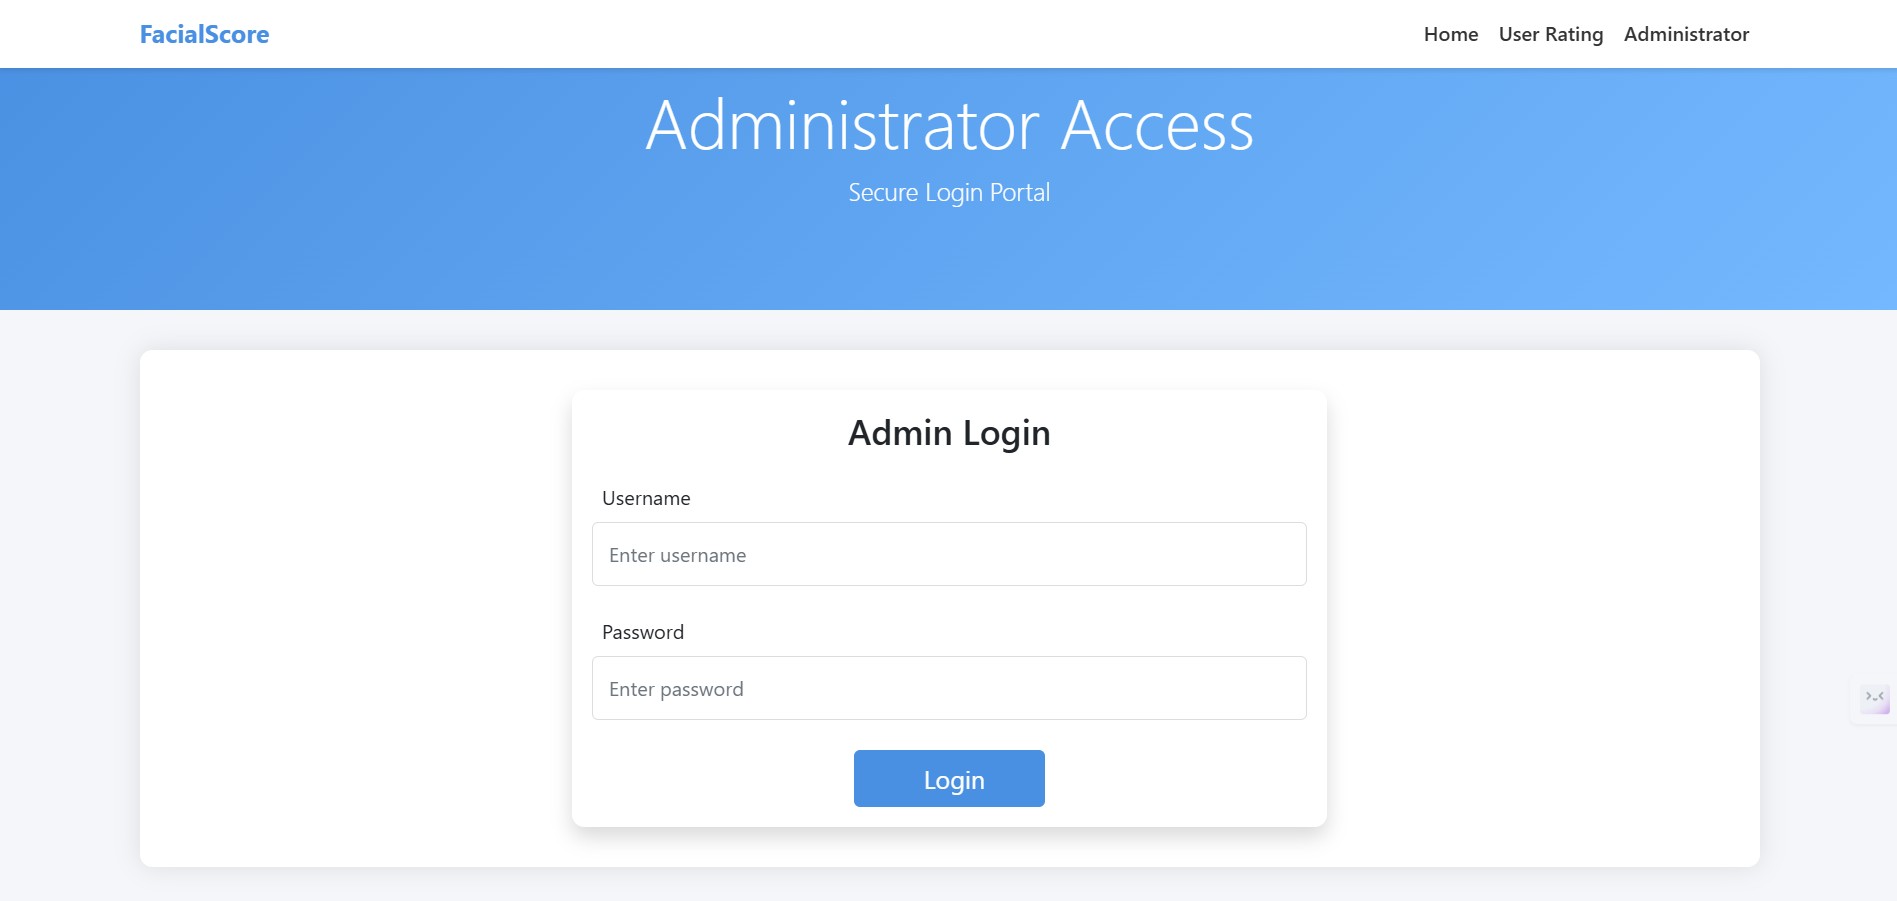 FacialScore
Home User Rating Administrator
Administrator Access
Secure Login Portal
Admin Login
Username
Enter username
Password
Enter password
Login